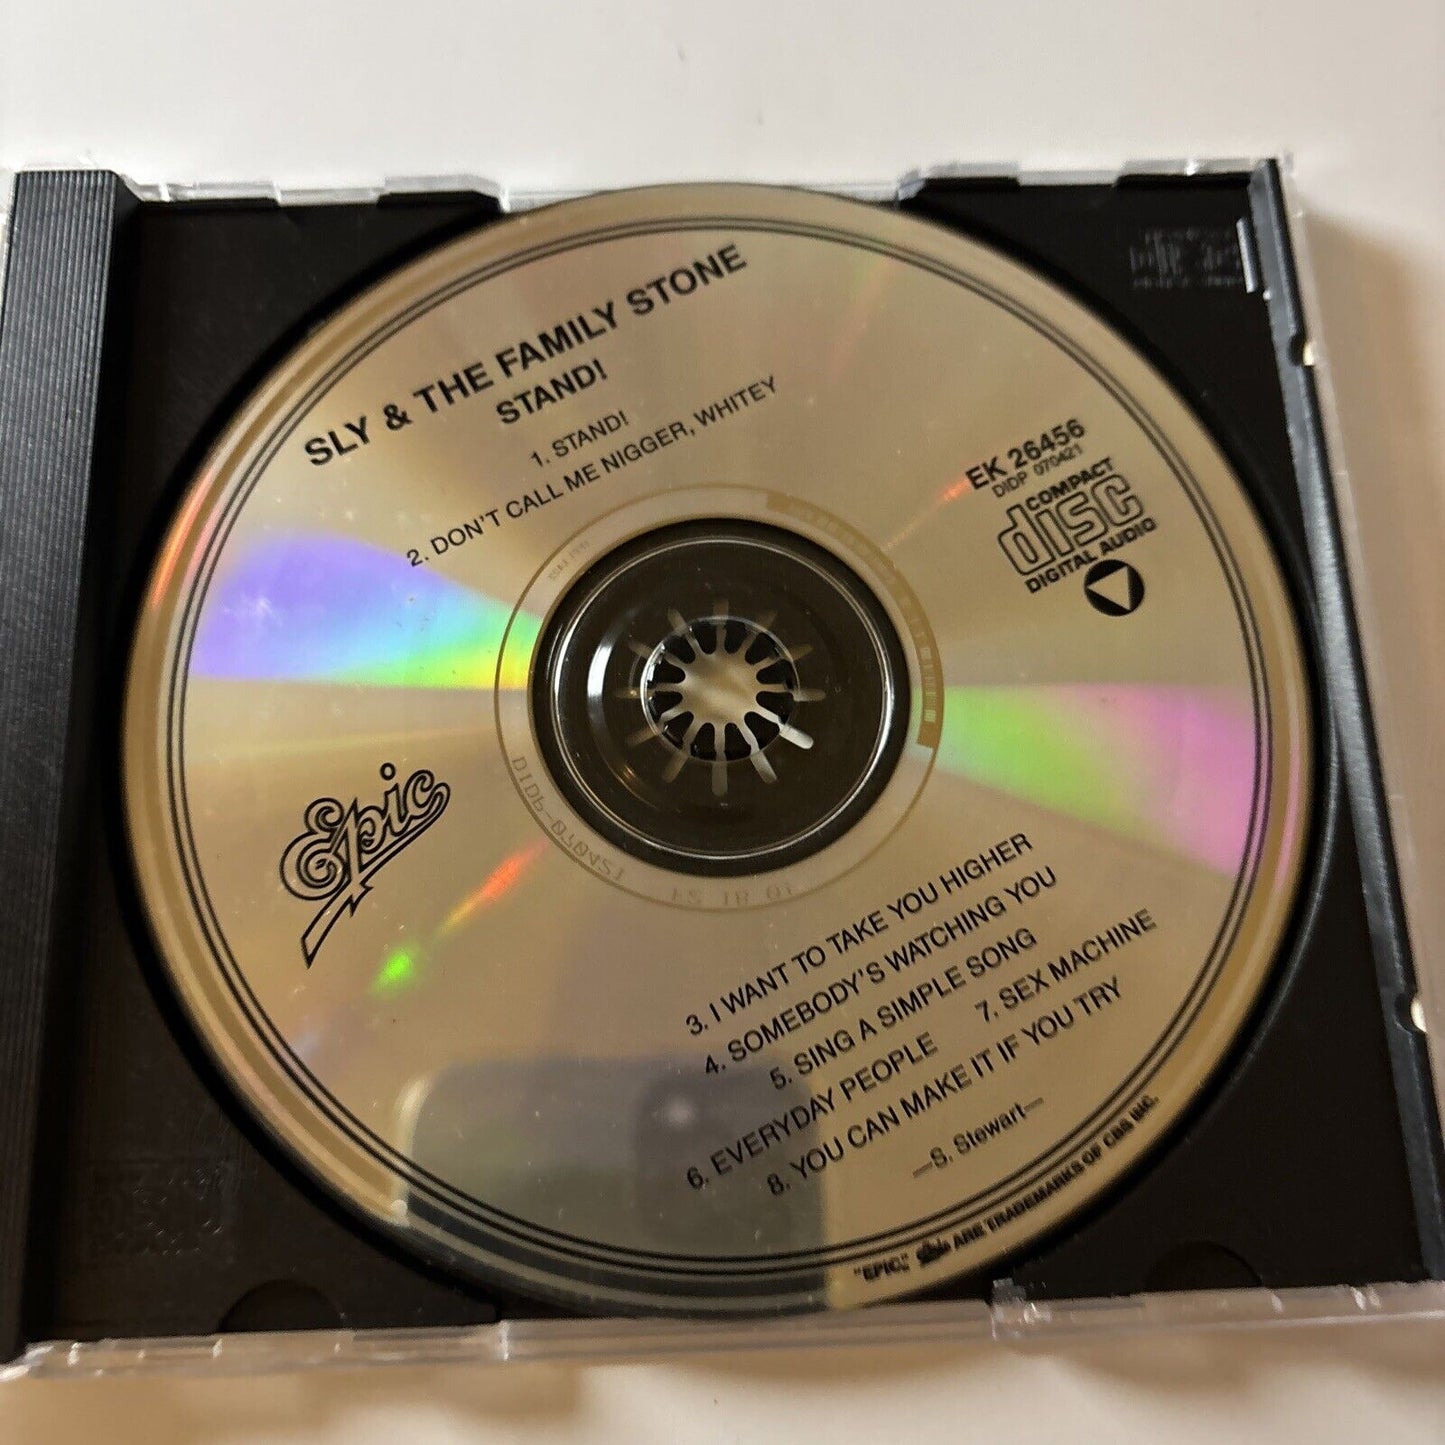 SLY & THE FAMILY STONE
STAND!
1. STAND!
2. DON'T CALL ME NIGGER, WHITEY
EK 26456
DIDP 070421
COMPACT
disc
DIGITAL AUDIO
Epic
3. I WANT TO TAKE YOU HIGHER
4. SOMEBODY'S WATCHING YOU
5. SING A SIMPLE SONG
6. EVERYDAY PEOPLE 7. SEX MACHINE
8. YOU CAN MAKE IT IF YOU TRY
—S. Stewart—
"EPIC," Epic ARE TRADEMARKS OF CBS INC.